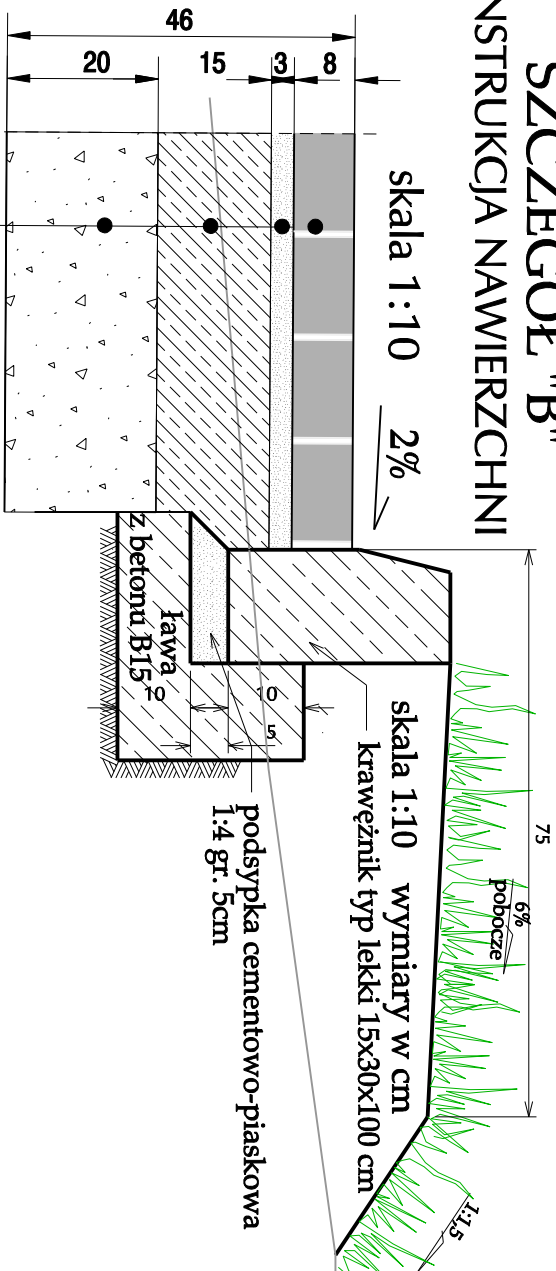 SZCZEGÓŁ "B"
NSTRUKCJA NAWIERZCHNI
skala 1:10
2%
46
20
15
3
8
75
6%
pobocze
1:1,5
skala 1:10 wymiary w cm
krawężnik typ lekki 15x30x100 cm
podsypka cementowo-piaskowa
1:4 gr. 5cm
ława
z betonu B15
10
10
5